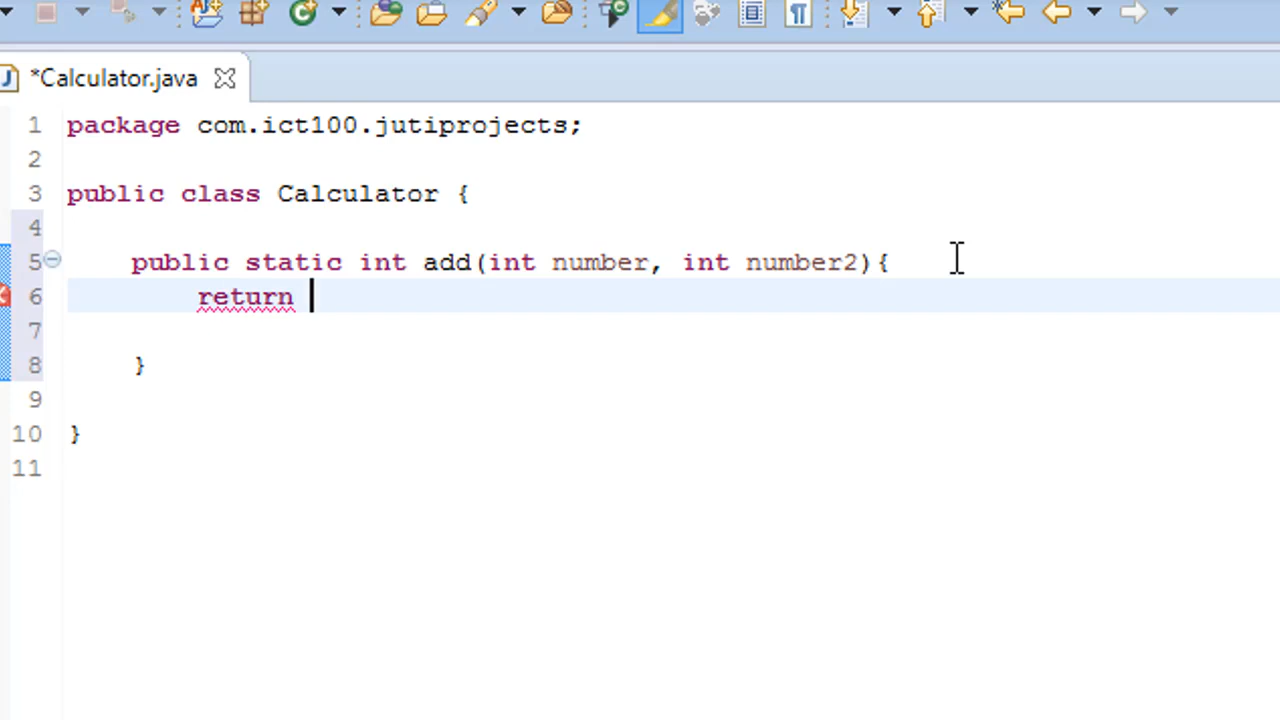 *Calculator.java
1 package com.ict100.jutiprojects;
2
3 public class Calculator {
4
5 public static int add(int number, int number2){
6 return
7
8 }
9
10 }
11